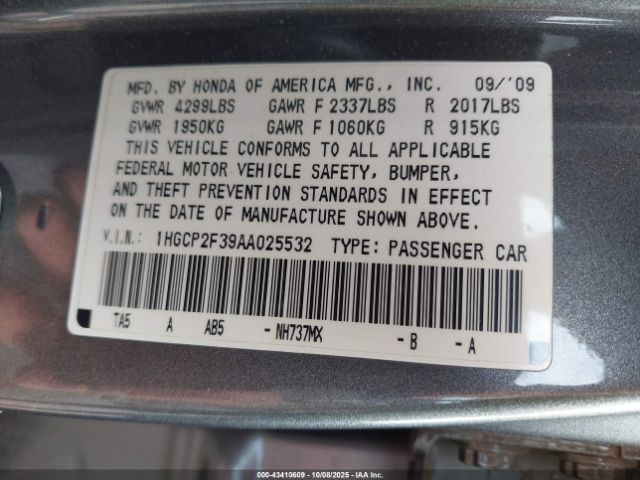 MFD. BY HONDA OF AMERICA MFG., INC. 09/'09
GVWR 4299LBS GAWR F 2337LBS R 2017LBS
GVWR 1950KG GAWR F 1060KG R 915KG
THIS VEHICLE CONFORMS TO ALL APPLICABLE
FEDERAL MOTOR VEHICLE SAFETY, BUMPER,
AND THEFT PREVENTION STANDARDS IN EFFECT
ON THE DATE OF MANUFACTURE SHOWN ABOVE.
V.I.N.: 1HGCP2F39AA025532 TYPE: PASSENGER CAR
TA5 A AB5 - NH737MX - B - A
000-43410609 | 10/08/2025 | IAA Inc.